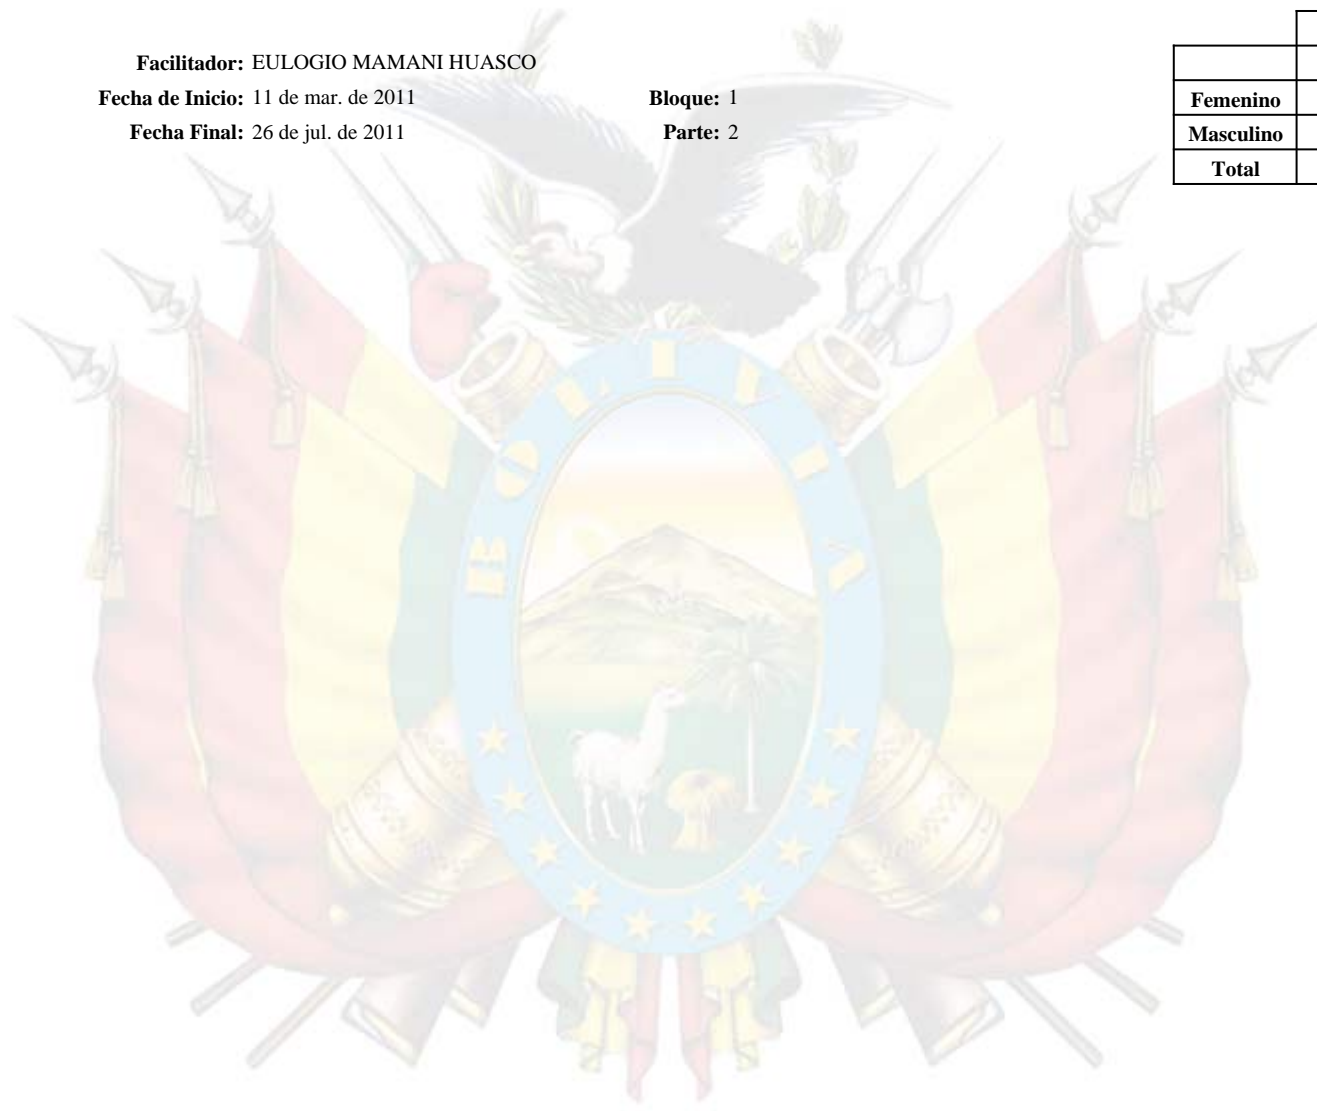 Facilitador: EULOGIO MAMANI HUASCO
Fecha de Inicio: 11 de mar. de 2011 Bloque: 1
Fecha Final: 26 de jul. de 2011 Parte: 2
Femenino
Masculino
Total
BOLIVIA